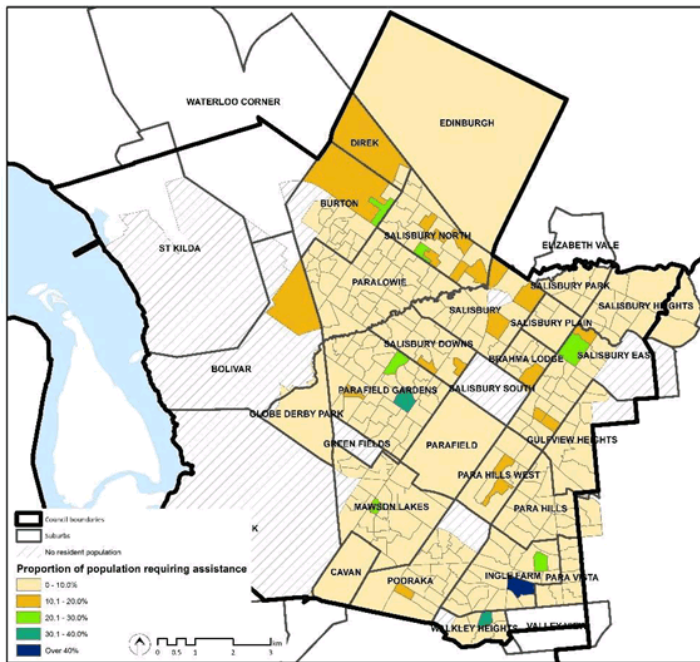 WATERLOO CORNER
EDINBURGH
DIREK
BURTON
SALISBURY NORTH
ELIZABETH VALE
ST KILDA
SALISBURY PARK
SALISBURY HEIGHTS
PARALOWIE
SALISBURY
SALISBURY PLAIN
SALISBURY DOWNS
BRAHMA LODGE
SALISBURY EAST
BOLIVAR
PARAFIELD GARDENS
SALISBURY SOUTH
GLOBE DERBY PARK
GREEN FIELDS
PARAFIELD
GULFVIEW HEIGHTS
PARA HILLS WEST
MAWSON LAKES
PARA HILLS
K
CAVAN
POORAKA
INGLE FARM
PARA VISTA
WALKLEY HEIGHTS
VALLEY VIEW
Council boundaries
Suburbs
No resident population
Proportion of population requiring assistance
0 - 10.0%
10.1 - 20.0%
20.1 - 30.0%
30.1 - 40.0%
Over 40%
0 0.5 1 2 3 km